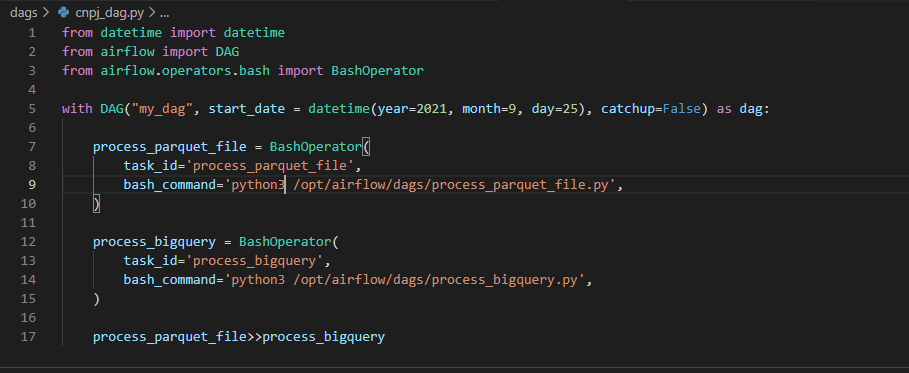 dags > cnpj_dag.py > ...
1 from datetime import datetime
2 from airflow import DAG
3 from airflow.operators.bash import BashOperator
4
5 with DAG("my_dag", start_date = datetime(year=2021, month=9, day=25), catchup=False) as dag:
6
7     process_parquet_file = BashOperator(
8         task_id='process_parquet_file',
9         bash_command='python3 /opt/airflow/dags/process_parquet_file.py',
10     )
11
12     process_bigquery = BashOperator(
13         task_id='process_bigquery',
14         bash_command='python3 /opt/airflow/dags/process_bigquery.py',
15     )
16
17     process_parquet_file>>process_bigquery